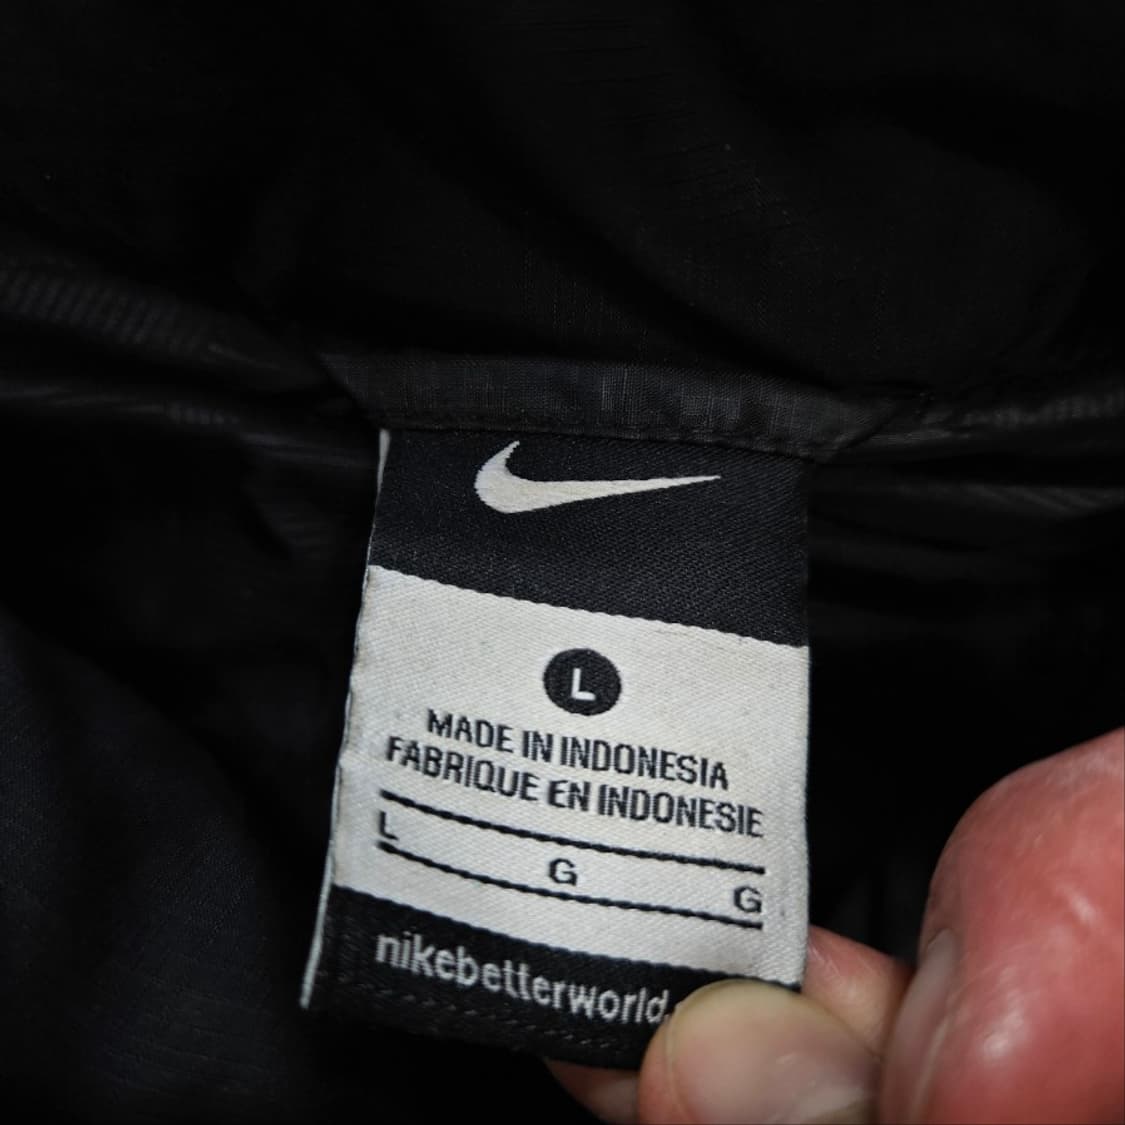 L
MADE IN INDONESIA
FABRIQUE EN INDONESIE
L G G
nikebetterworld.